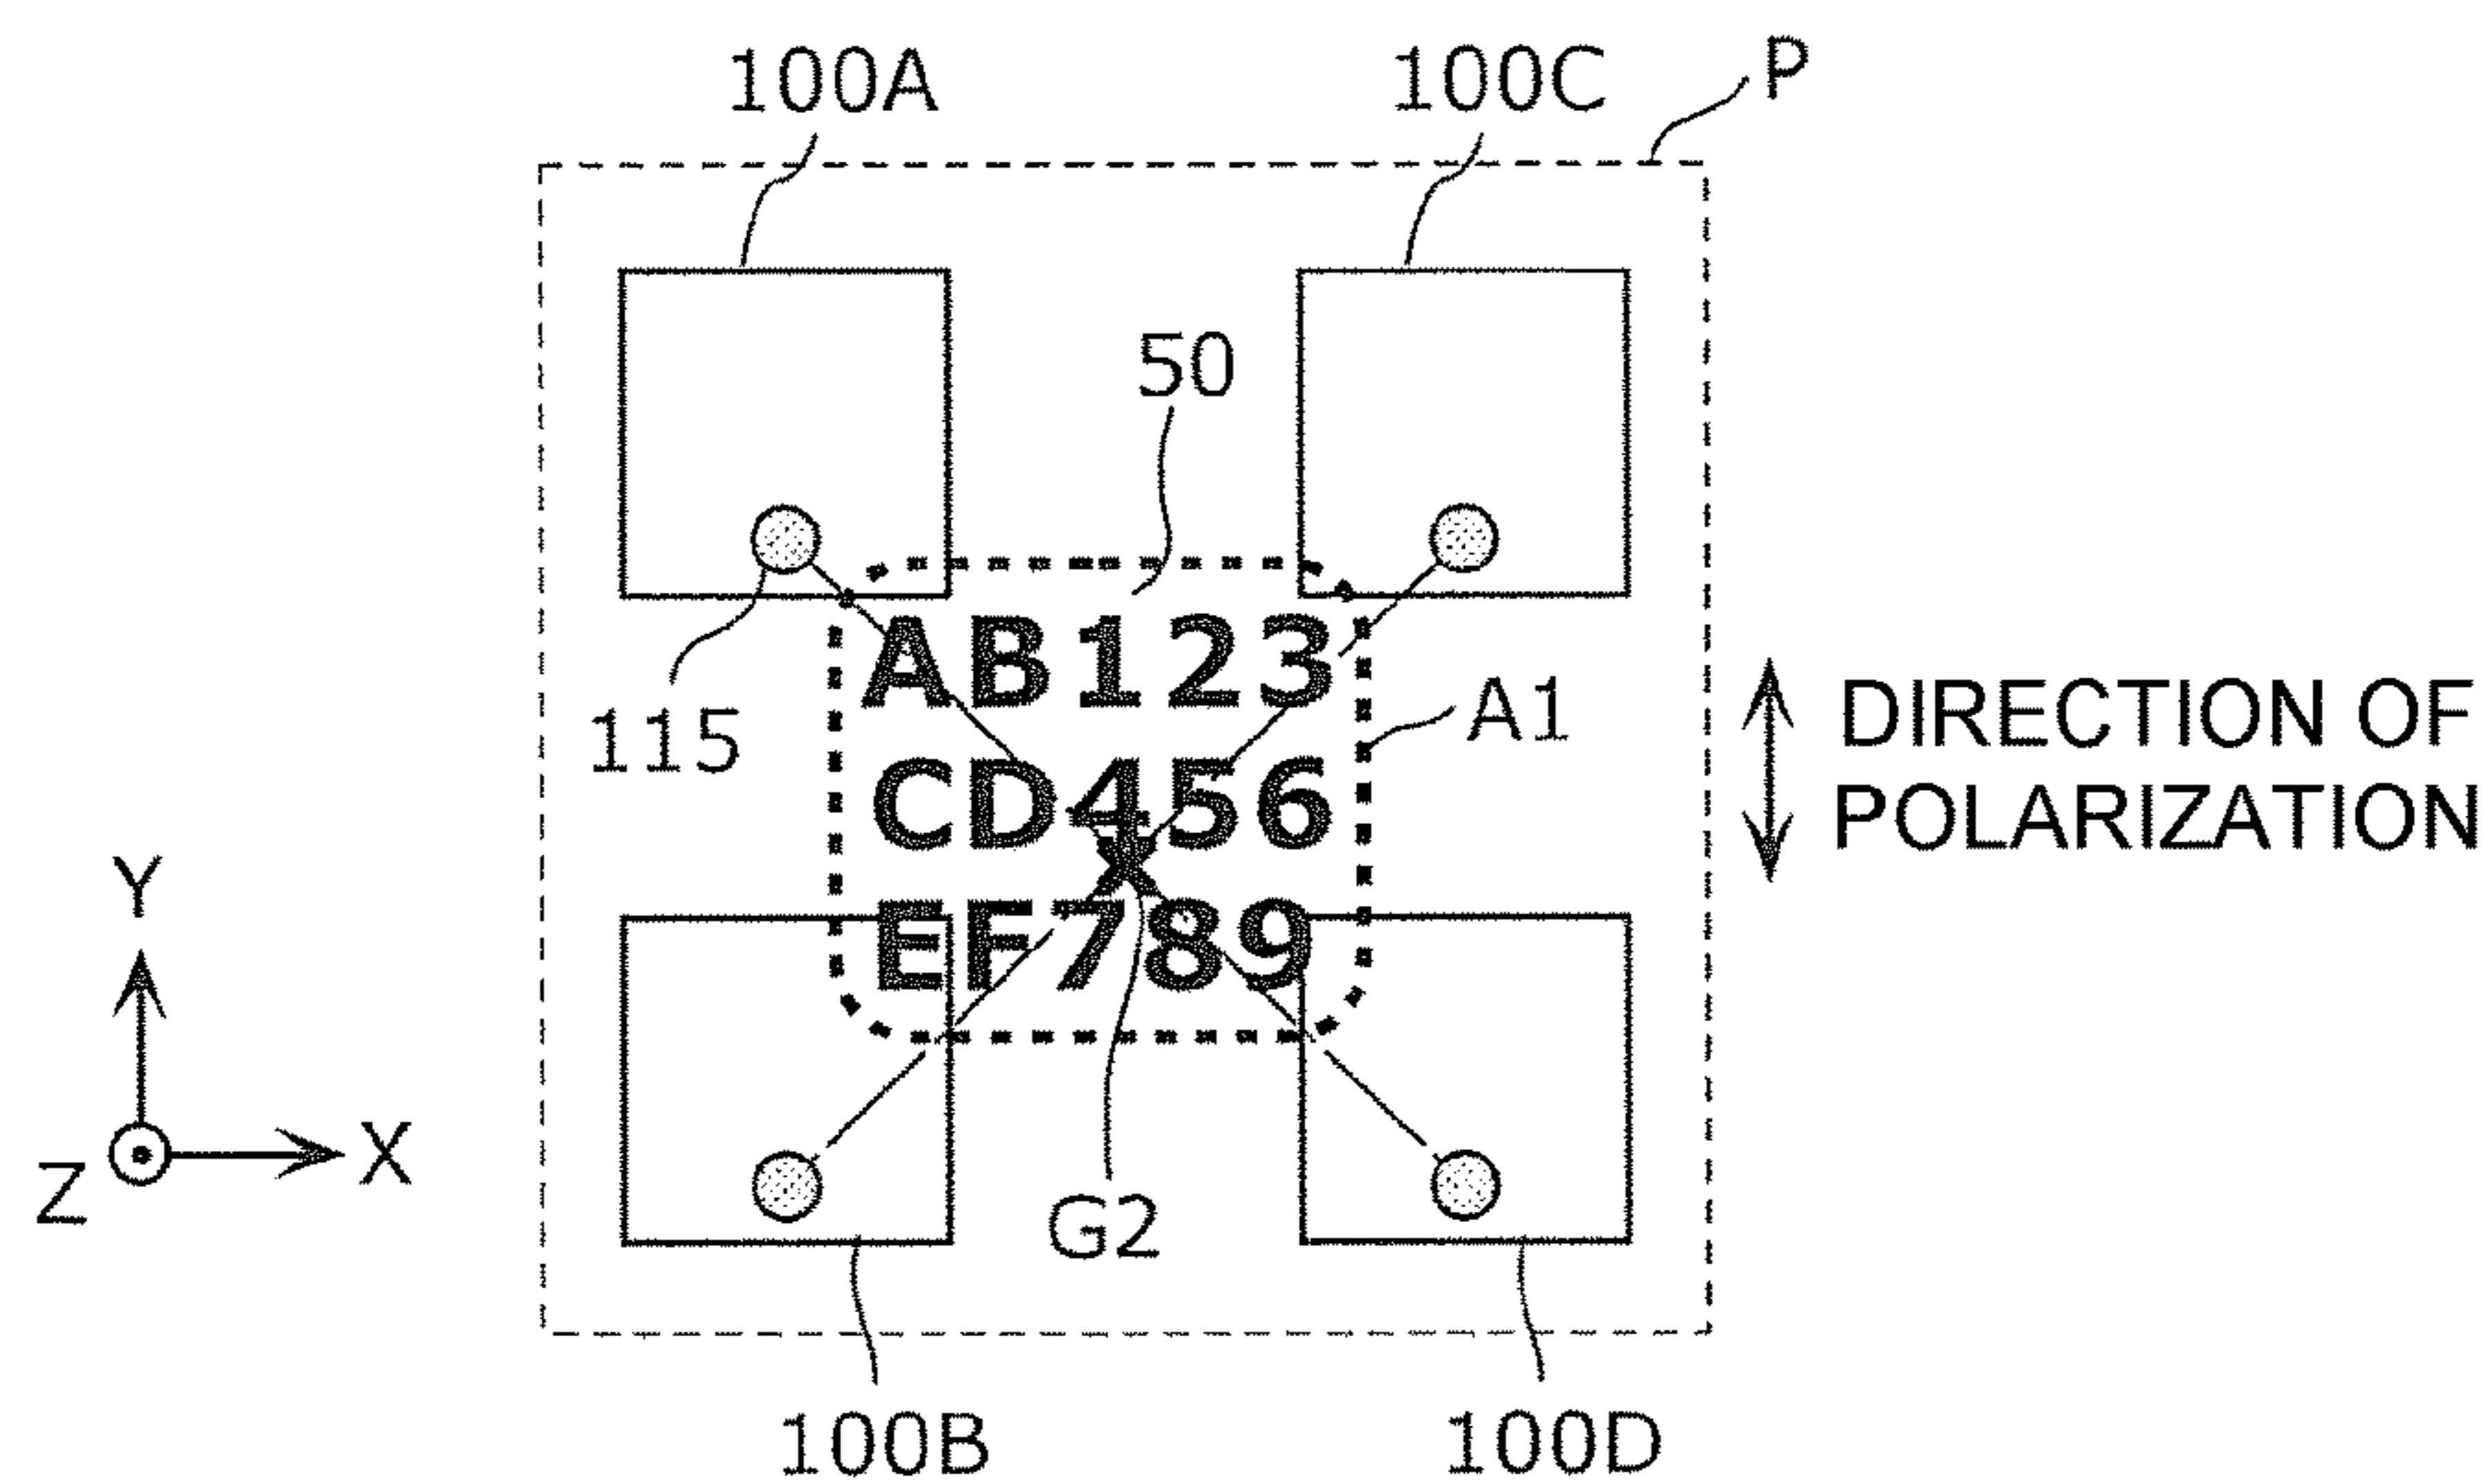 100A
100C
P
50
AB123
115
A1
DIRECTION OF
POLARIZATION
CD456
Y
EF789
X
Z
G2
100B
100D